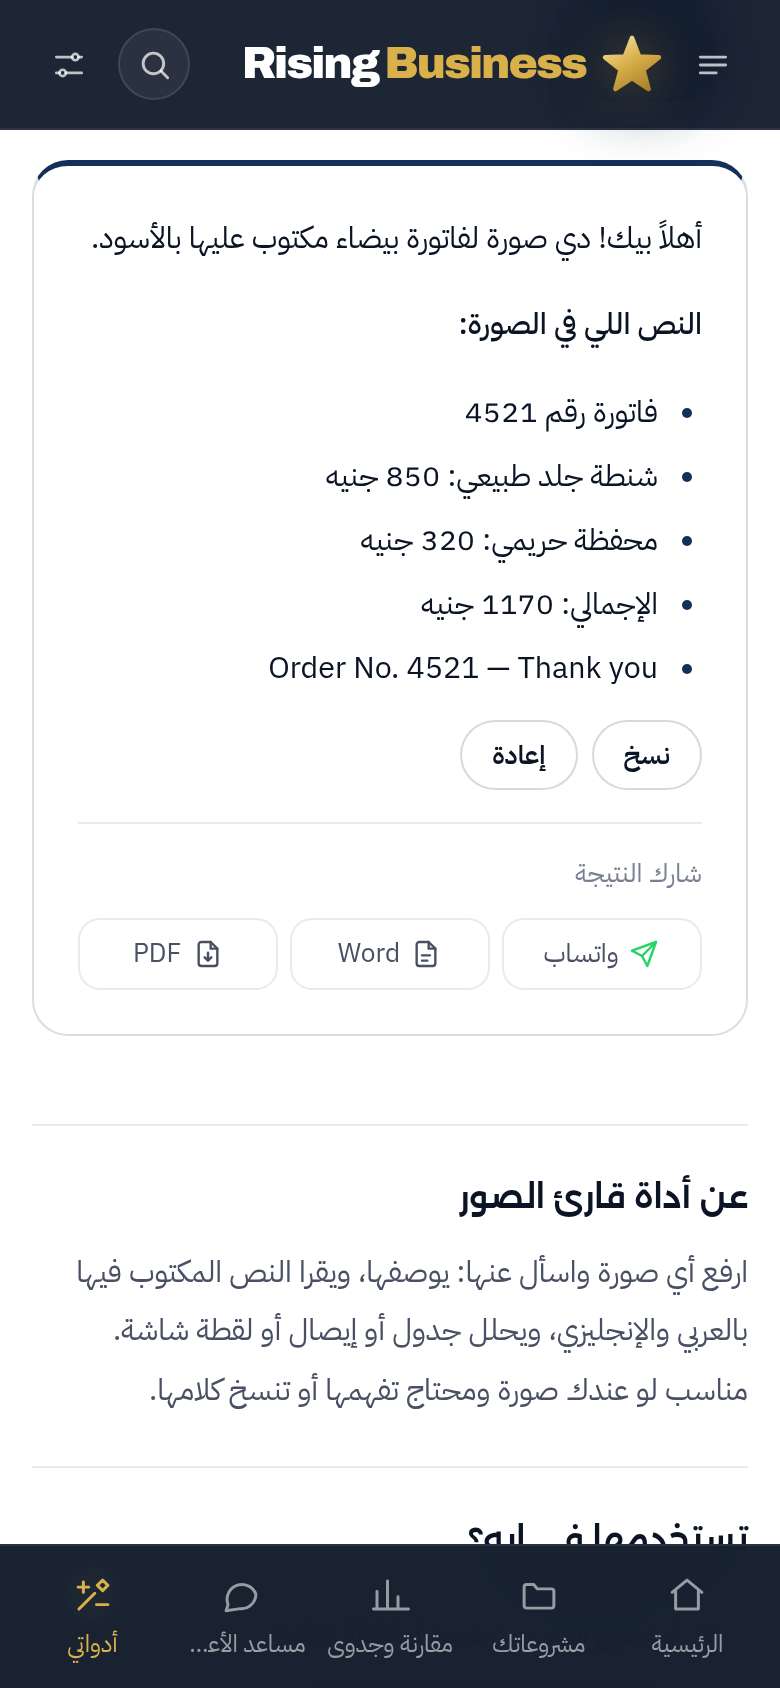 Rising Business
أهلاً بيك! دي صورة لفاتورة بيضاء مكتوب عليها بالأسود.
النص اللي في الصورة:
فاتورة رقم 4521
شنطة جلد طبيعي: 850 جنيه
محفظة حريمي: 320 جنيه
الإجمالي: 1170 جنيه
Order No. 4521 — Thank you
نسخ
إعادة
شارك النتيجة
واتساب
Word
PDF
عن أداة قارئ الصور
ارفع أي صورة واسأل عنها: يوصفها، ويقرا النص المكتوب فيها
بالعربي والإنجليزي، ويحلل جدول أو إيصال أو لقطة شاشة.
مناسب لو عندك صورة ومحتاج تفهمها أو تنسخ كلامها.
تستخدمها في إيه؟
الرئيسية
مشروعاتك
مقارنة وجدوى
مساعد الأعـ...
أدواتي